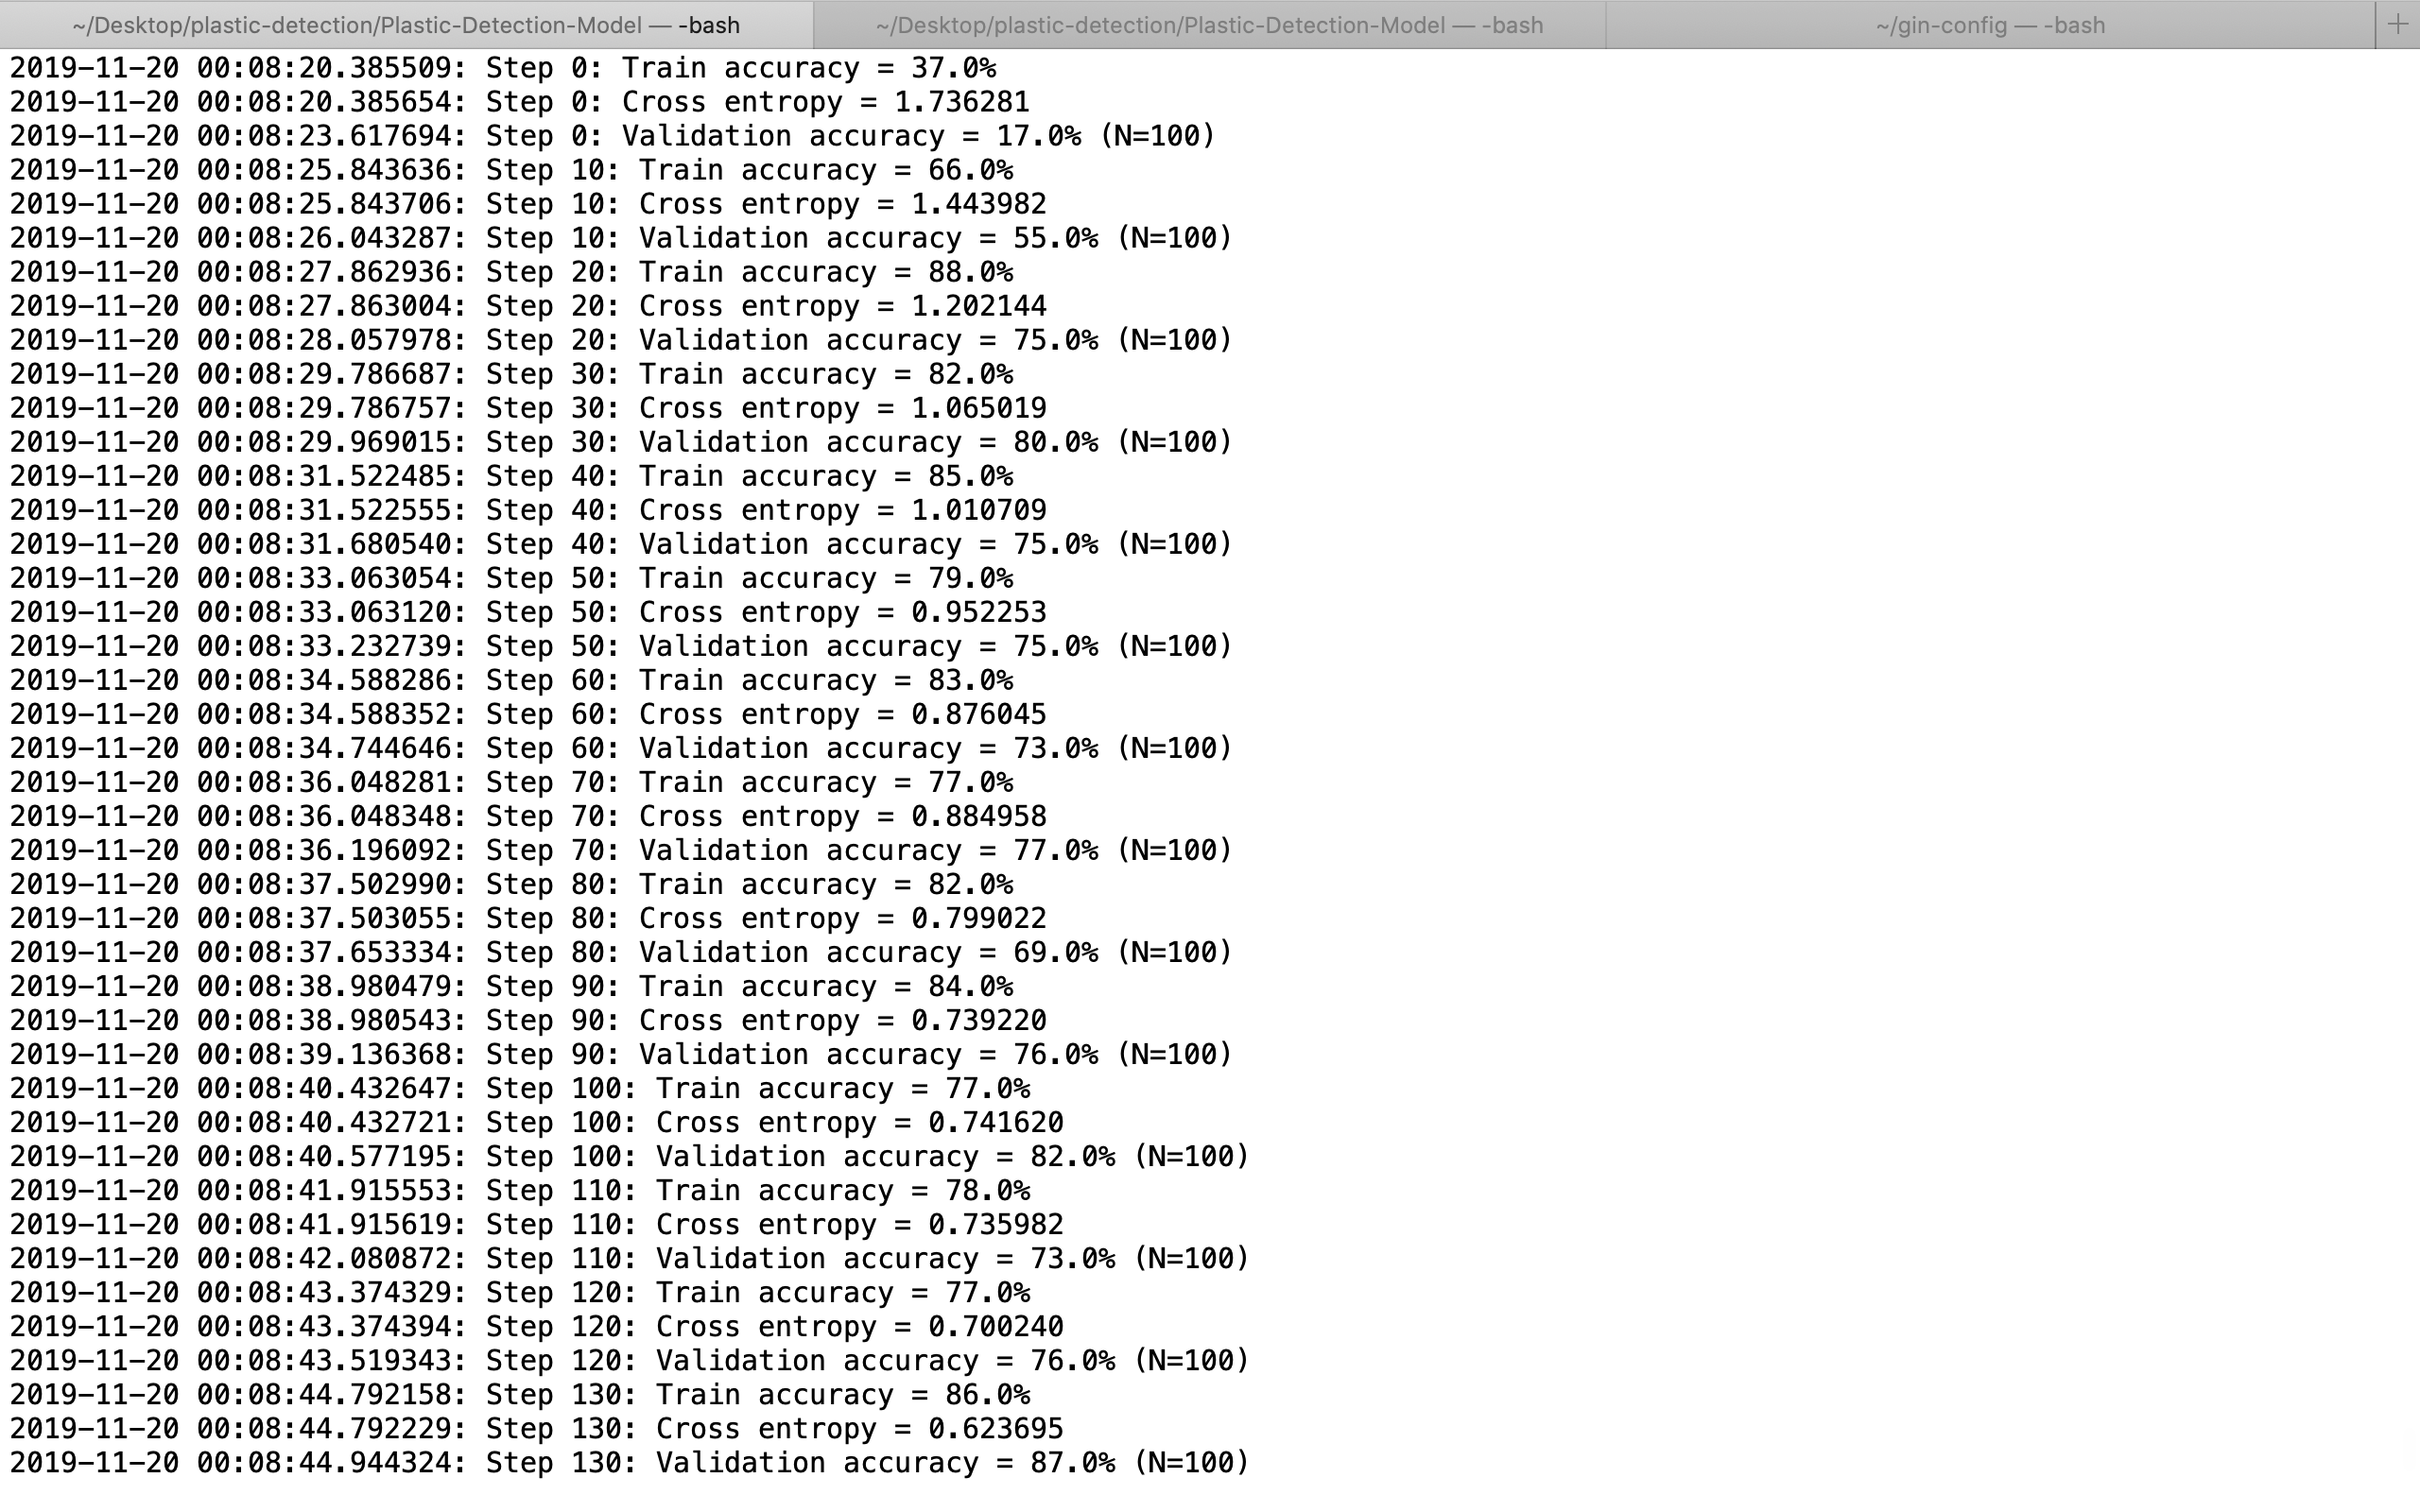 ~/Desktop/plastic-detection/Plastic-Detection-Model — -bash
~/Desktop/plastic-detection/Plastic-Detection-Model — -bash
~/gin-config — -bash
+
2019-11-20 00:08:20.385509: Step 0: Train accuracy = 37.0%
2019-11-20 00:08:20.385654: Step 0: Cross entropy = 1.736281
2019-11-20 00:08:23.617694: Step 0: Validation accuracy = 17.0% (N=100)
2019-11-20 00:08:25.843636: Step 10: Train accuracy = 66.0%
2019-11-20 00:08:25.843706: Step 10: Cross entropy = 1.443982
2019-11-20 00:08:26.043287: Step 10: Validation accuracy = 55.0% (N=100)
2019-11-20 00:08:27.862936: Step 20: Train accuracy = 88.0%
2019-11-20 00:08:27.863004: Step 20: Cross entropy = 1.202144
2019-11-20 00:08:28.057978: Step 20: Validation accuracy = 75.0% (N=100)
2019-11-20 00:08:29.786687: Step 30: Train accuracy = 82.0%
2019-11-20 00:08:29.786757: Step 30: Cross entropy = 1.065019
2019-11-20 00:08:29.969015: Step 30: Validation accuracy = 80.0% (N=100)
2019-11-20 00:08:31.522485: Step 40: Train accuracy = 85.0%
2019-11-20 00:08:31.522555: Step 40: Cross entropy = 1.010709
2019-11-20 00:08:31.680540: Step 40: Validation accuracy = 75.0% (N=100)
2019-11-20 00:08:33.063054: Step 50: Train accuracy = 79.0%
2019-11-20 00:08:33.063120: Step 50: Cross entropy = 0.952253
2019-11-20 00:08:33.232739: Step 50: Validation accuracy = 75.0% (N=100)
2019-11-20 00:08:34.588286: Step 60: Train accuracy = 83.0%
2019-11-20 00:08:34.588352: Step 60: Cross entropy = 0.876045
2019-11-20 00:08:34.744646: Step 60: Validation accuracy = 73.0% (N=100)
2019-11-20 00:08:36.048281: Step 70: Train accuracy = 77.0%
2019-11-20 00:08:36.048348: Step 70: Cross entropy = 0.884958
2019-11-20 00:08:36.196092: Step 70: Validation accuracy = 77.0% (N=100)
2019-11-20 00:08:37.502990: Step 80: Train accuracy = 82.0%
2019-11-20 00:08:37.503055: Step 80: Cross entropy = 0.799022
2019-11-20 00:08:37.653334: Step 80: Validation accuracy = 69.0% (N=100)
2019-11-20 00:08:38.980479: Step 90: Train accuracy = 84.0%
2019-11-20 00:08:38.980543: Step 90: Cross entropy = 0.739220
2019-11-20 00:08:39.136368: Step 90: Validation accuracy = 76.0% (N=100)
2019-11-20 00:08:40.432647: Step 100: Train accuracy = 77.0%
2019-11-20 00:08:40.432721: Step 100: Cross entropy = 0.741620
2019-11-20 00:08:40.577195: Step 100: Validation accuracy = 82.0% (N=100)
2019-11-20 00:08:41.915553: Step 110: Train accuracy = 78.0%
2019-11-20 00:08:41.915619: Step 110: Cross entropy = 0.735982
2019-11-20 00:08:42.080872: Step 110: Validation accuracy = 73.0% (N=100)
2019-11-20 00:08:43.374329: Step 120: Train accuracy = 77.0%
2019-11-20 00:08:43.374394: Step 120: Cross entropy = 0.700240
2019-11-20 00:08:43.519343: Step 120: Validation accuracy = 76.0% (N=100)
2019-11-20 00:08:44.792158: Step 130: Train accuracy = 86.0%
2019-11-20 00:08:44.792229: Step 130: Cross entropy = 0.623695
2019-11-20 00:08:44.944324: Step 130: Validation accuracy = 87.0% (N=100)